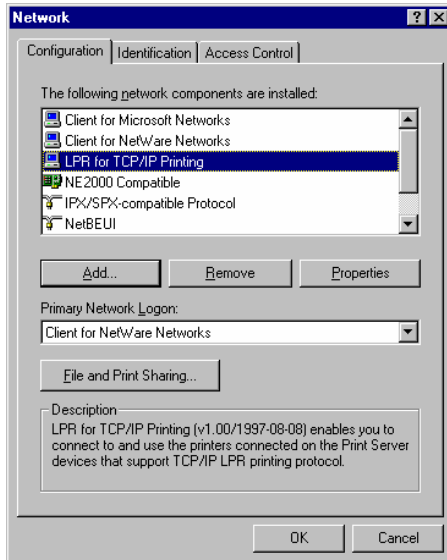 Network
Configuration Identification Access Control
The following network components are installed:
Client for Microsoft Networks
Client for NetWare Networks
LPR for TCP/IP Printing
NE2000 Compatible
IPX/SPX-compatible Protocol
NetBEUI
Add... Remove Properties
Primary Network Logon:
Client for NetWare Networks
File and Print Sharing...
Description
LPR for TCP/IP Printing (v1.00/1997-08-08) enables you to
connect to and use the printers connected on the Print Server
devices that support TCP/IP LPR printing protocol.
OK Cancel